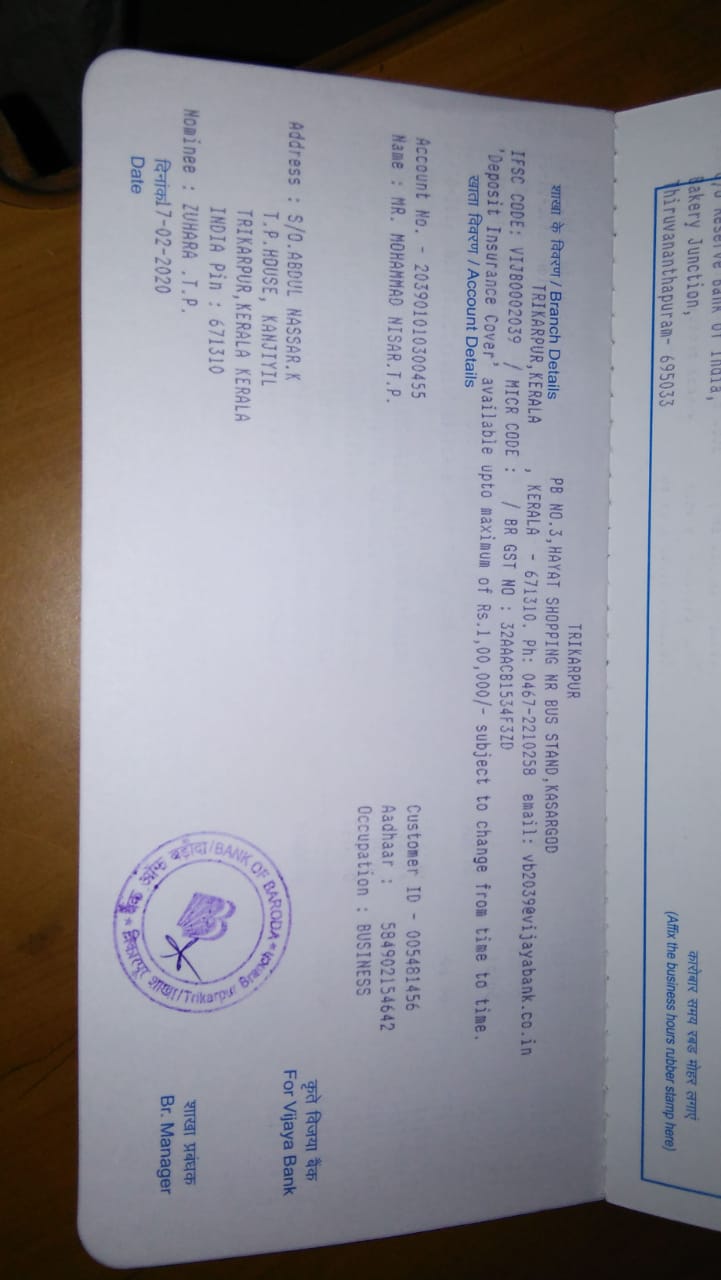 Reserve Bank of India,
Bakery Junction,
Thiruvananthapuram- 695033
कारोबार समय रबड मोहर लगाएं
(Affix the business hours rubber stamp here)
TRIKARPUR
शाखा के विवरण / Branch Details PB NO.3,HAYAT SHOPPING NR BUS STAND,KASARGOD
TRIKARPUR,KERALA , KERALA - 671310. Ph: 0467-2210258 email: vb2039@vijayabank.co.in
IFSC CODE: VIJB0002039 / MICR CODE : / BR GST NO : 32AAACB1534F3ZD
'Deposit Insurance Cover' available upto maximum of Rs.1,00,000/- subject to change from time to time.
खाता विवरण / Account Details
Account No. - 203901010300455 Customer ID - 005481456
Name : MR. MOHAMMAD NISAR.T.P. Aadhaar : 584902154642
Occupation : BUSINESS
Address : S/O.ABDUL NASSAR.K
T.P.HOUSE, KANJIYIL
TRIKARPUR,KERALA KERALA
INDIA Pin : 671310
Nominee : ZUHARA .T.P.
दिनांक17-02-2020
Date
ऑफ बड़ौदा/BANK OF BARODA
शाखा/Trikarpur Branch
कृते विजया बैंक
For Vijaya Bank
शाखा प्रबंधक
Br. Manager